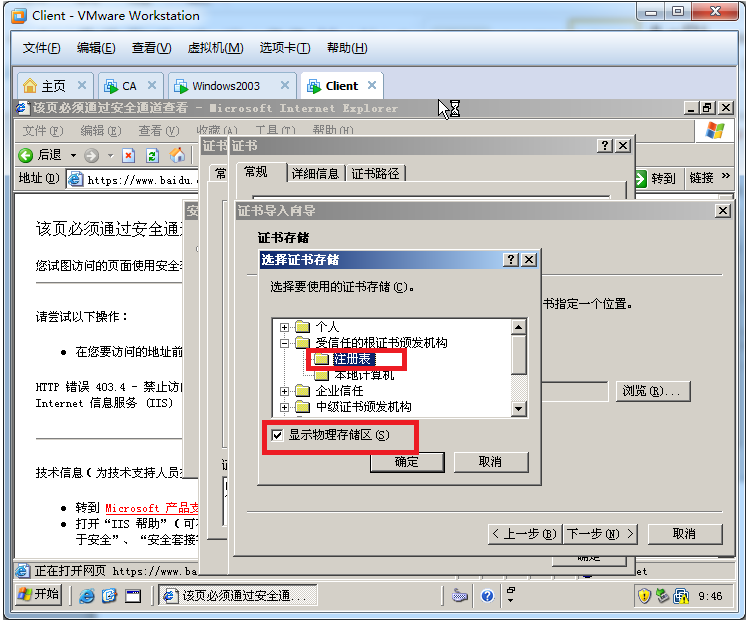 Client - VMware Workstation
文件(F) 编辑(E) 查看(V) 虚拟机(M) 选项卡(T) 帮助(H)
主页 CA Windows2003 Client
该页必须通过安全通道查看 - Microsoft Internet Explorer
文件(F) 编辑(E) 查看(V) 收藏(A) 工具(T) 帮助(H)
后退
证书 证书
地址(D) https://www.baidu. 转到 链接 »
常 常规 详细信息 证书路径
安 证书导入向导
该页必须通过安全通
证书存储
选择证书存储
您试图访问的页面使用安全
选择要使用的证书存储(C)。
书指定一个位置。
请尝试以下操作:
个人
受信任的根证书颁发机构
在您要访问的地址前
注册表
本地计算机
HTTP 错误 403.4 - 禁止访
企业信任
浏览(R)...
Internet 信息服务 (IIS)
中级证书颁发机构
显示物理存储区(S)
确定 取消
技术信息(为技术支持人员
转到 Microsoft 产品支
打开“IIS 帮助”(可
< 上一步(B) 下一步(N) > 取消
于安全”、“安全套接
确定
正在打开网页 https://www.ba
et
开始 该页必须通过安全通... 9:46